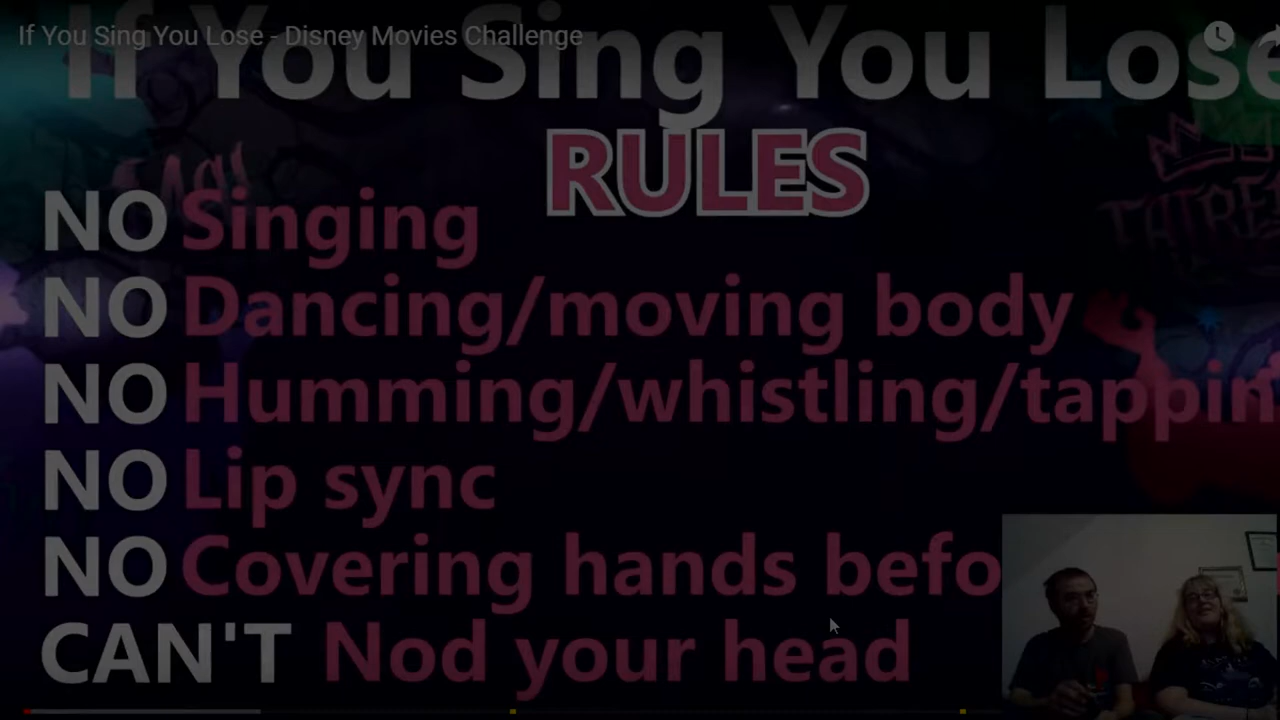 If You Sing You Lose - Disney Movies Challenge
If You Sing You Lose
RULES
NO Singing
NO Dancing/moving body
NO Humming/whistling/tappin
NO Lip sync
NO Covering hands befo
CAN'T Nod your head